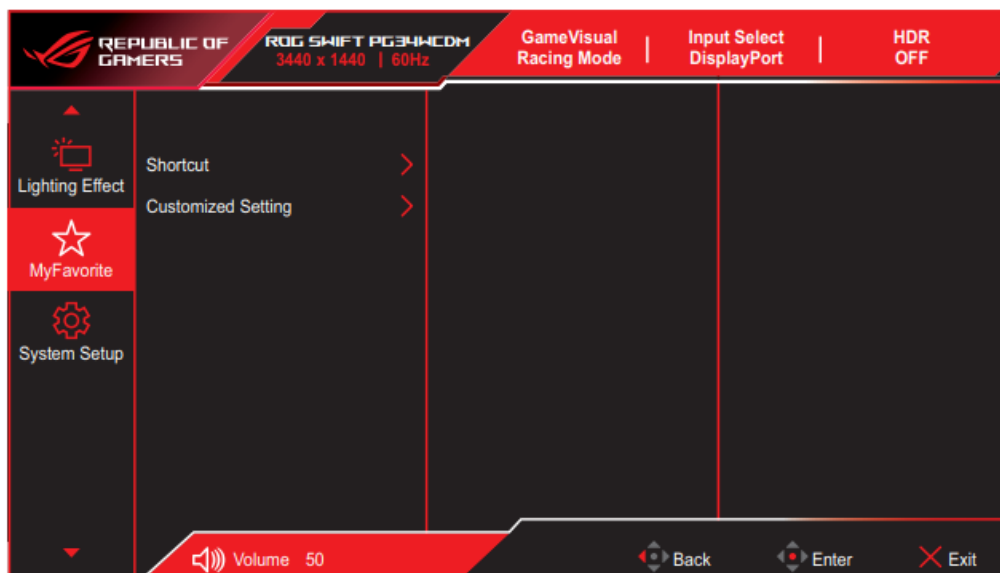 REPUBLIC OF
GAMERS
ROG SWIFT PG34WCDM
3440 x 1440 | 60Hz
GameVisual
Racing Mode
Input Select
DisplayPort
HDR
OFF
Lighting Effect
MyFavorite
System Setup
Shortcut
Customized Setting
Volume 50
Back
Enter
Exit